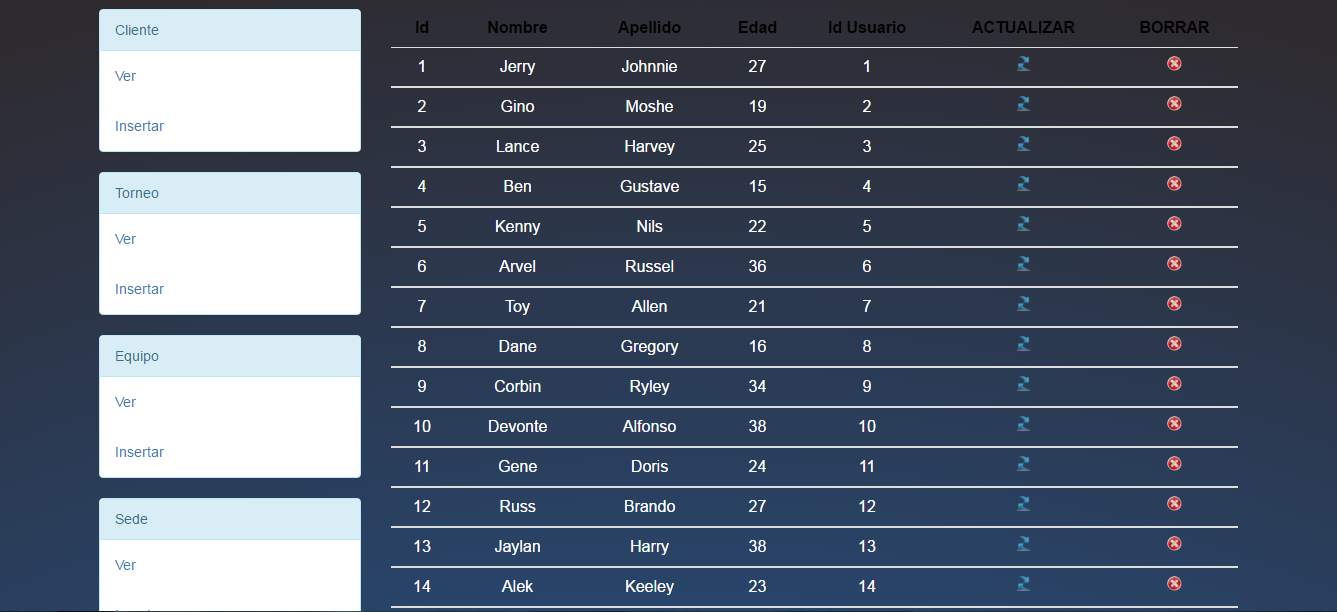 Cliente
Ver
Insertar
Torneo
Ver
Insertar
Equipo
Ver
Insertar
Sede
Ver
Id Nombre Apellido Edad Id Usuario ACTUALIZAR BORRAR
1 Jerry Johnnie 27 1
2 Gino Moshe 19 2
3 Lance Harvey 25 3
4 Ben Gustave 15 4
5 Kenny Nils 22 5
6 Arvel Russel 36 6
7 Toy Allen 21 7
8 Dane Gregory 16 8
9 Corbin Ryley 34 9
10 Devonte Alfonso 38 10
11 Gene Doris 24 11
12 Russ Brando 27 12
13 Jaylan Harry 38 13
14 Alek Keeley 23 14